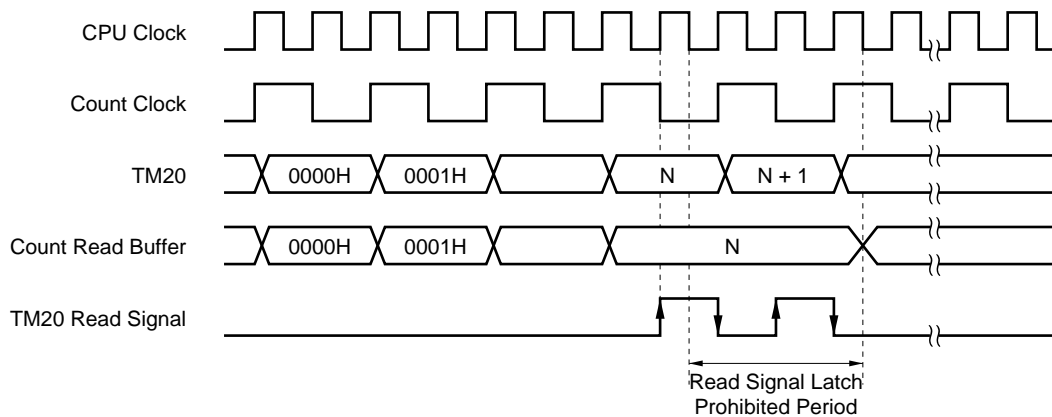 CPU Clock
Count Clock
TM20 0000H 0001H N N + 1
Count Read Buffer 0000H 0001H N
TM20 Read Signal
Read Signal Latch
Prohibited Period